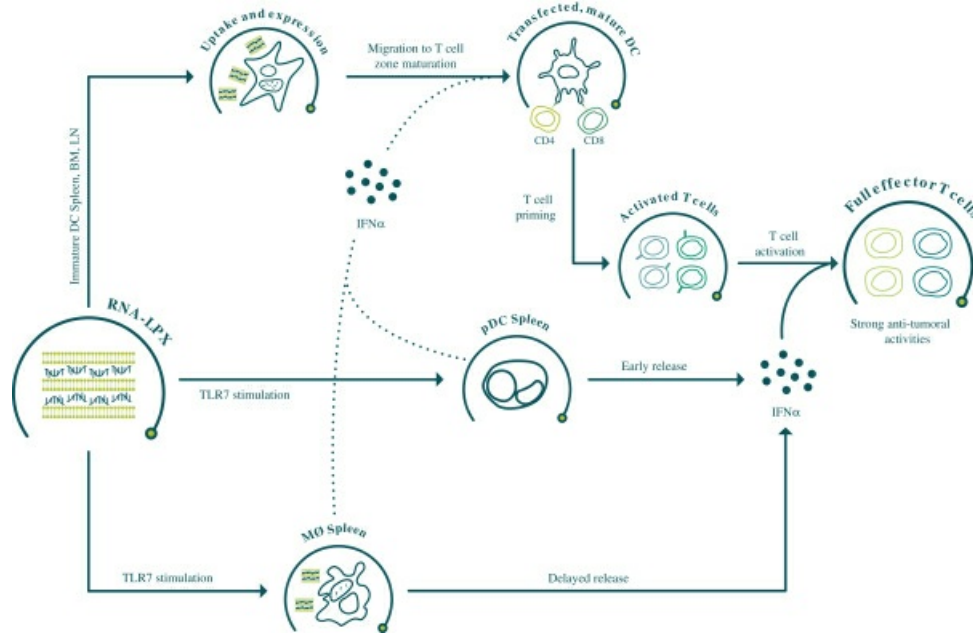 Uptake and expression
Migration to T cell
zone maturation
Transfected, mature DC
CD4
CD8
Immature DC Spleen, BM, LN
IFNα
T cell
priming
Activated T cells
T cell
activation
Full effector T cells
Strong anti-tumoral
activities
RNA-LPX
TLR7 stimulation
pDC Spleen
Early release
IFNα
MØ Spleen
TLR7 stimulation
Delayed release